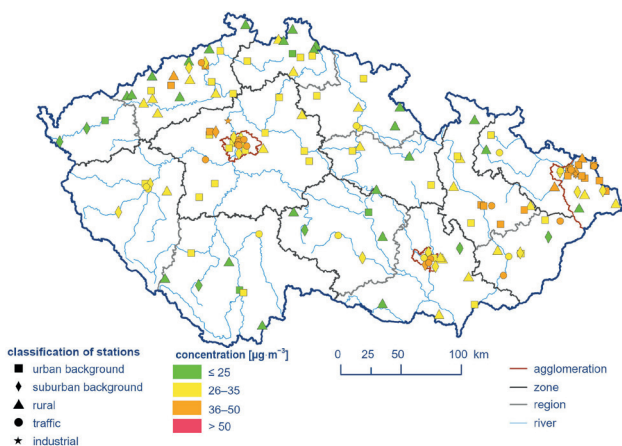 classification of stations
urban background
suburban background
rural
traffic
industrial
concentration [µg·m⁻³]
≤ 25
26–35
36–50
> 50
0 25 50 100 km
agglomeration
zone
region
river